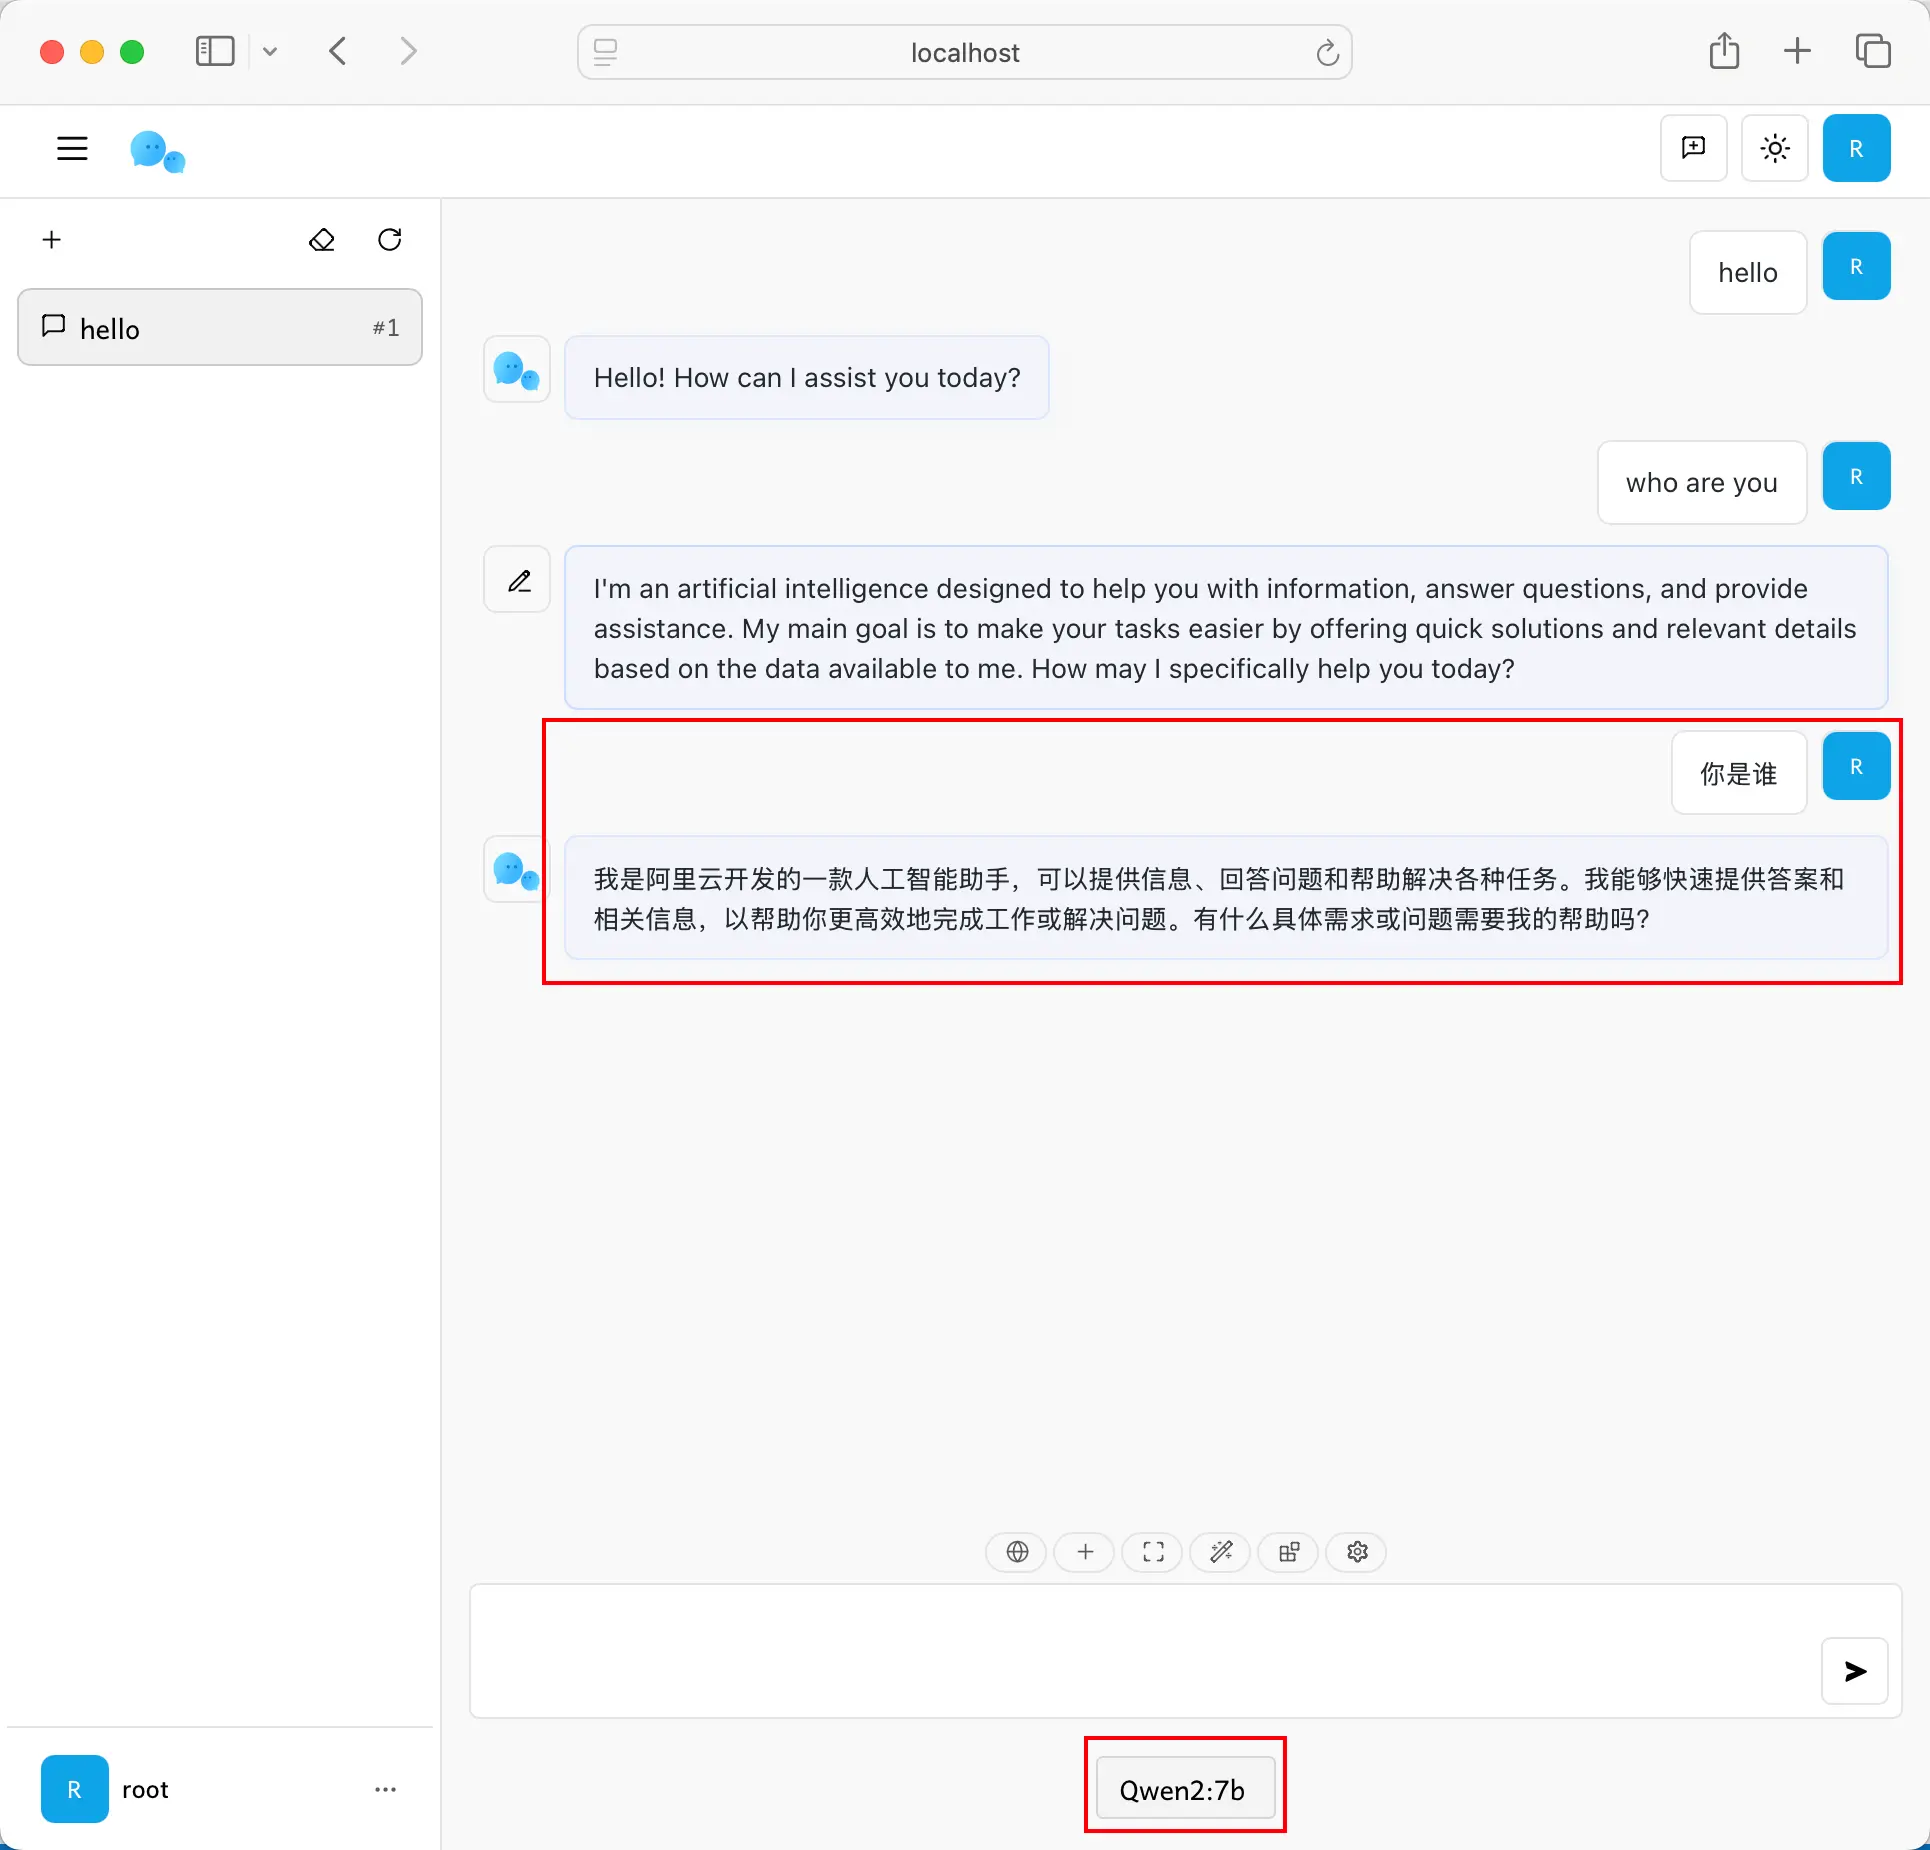 localhost
R
hello
#1
hello
R
Hello! How can I assist you today?
who are you
R
I'm an artificial intelligence designed to help you with information, answer questions, and provide
assistance. My main goal is to make your tasks easier by offering quick solutions and relevant details
based on the data available to me. How may I specifically help you today?
你是谁
R
我是阿里云开发的一款人工智能助手，可以提供信息、回答问题和帮助解决各种任务。我能够快速提供答案和
相关信息，以帮助你更高效地完成工作或解决问题。有什么具体需求或问题需要我的帮助吗？
R
root
Qwen2:7b